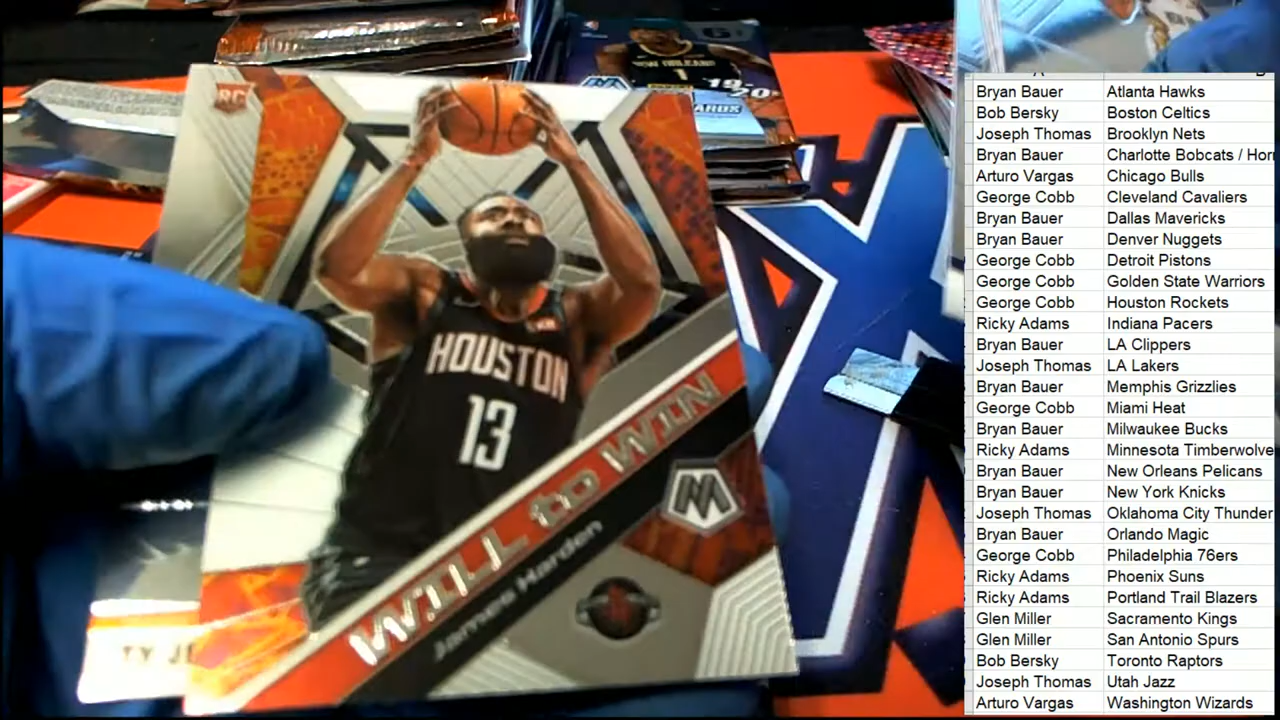 RC
NEW ORLEANS
1
19-20
CARDS
HOUSTON
13
WILL to WIN
James Harden
M
TY JE
A B
Bryan Bauer Atlanta Hawks
Bob Bersky Boston Celtics
Joseph Thomas Brooklyn Nets
Bryan Bauer Charlotte Bobcats / Horn
Arturo Vargas Chicago Bulls
George Cobb Cleveland Cavaliers
Bryan Bauer Dallas Mavericks
Bryan Bauer Denver Nuggets
George Cobb Detroit Pistons
George Cobb Golden State Warriors
George Cobb Houston Rockets
Ricky Adams Indiana Pacers
Bryan Bauer LA Clippers
Joseph Thomas LA Lakers
Bryan Bauer Memphis Grizzlies
George Cobb Miami Heat
Bryan Bauer Milwaukee Bucks
Ricky Adams Minnesota Timberwolve
Bryan Bauer New Orleans Pelicans
Bryan Bauer New York Knicks
Joseph Thomas Oklahoma City Thunder
Bryan Bauer Orlando Magic
George Cobb Philadelphia 76ers
Ricky Adams Phoenix Suns
Ricky Adams Portland Trail Blazers
Glen Miller Sacramento Kings
Glen Miller San Antonio Spurs
Bob Bersky Toronto Raptors
Joseph Thomas Utah Jazz
Arturo Vargas Washington Wizards